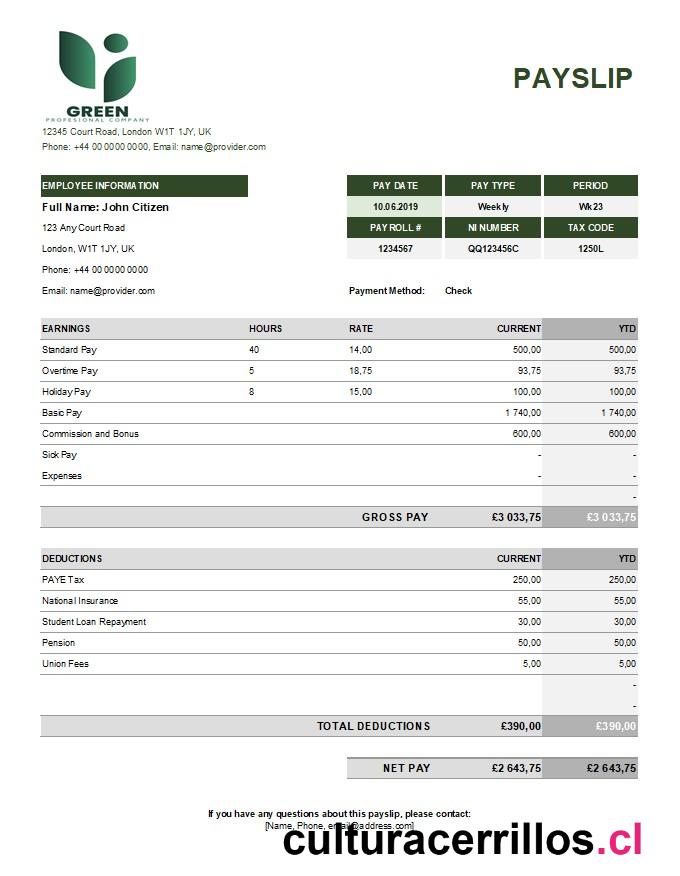 PAYSLIP
GREEN
PROFESIONAL COMPANY
12345 Court Road, London W1T 1JY, UK
Phone: +44 00 0000 0000, Email: name@provider.com
EMPLOYEE INFORMATION PAY DATE PAY TYPE PERIOD
Full Name: John Citizen 10.06.2019 Weekly Wk 23
123 Any Court Road PAYROLL # NI NUMBER TAX CODE
London, W1T 1JY, UK 1234567 QQ123456C 1250L
Phone: +44 00 0000 0000
Email: name@provider.com Payment Method: Check
EARNINGS HOURS RATE CURRENT YTD
Standard Pay 40 14,00 500,00 500,00
Overtime Pay 5 18,75 93,75 93,75
Holiday Pay 8 15,00 100,00 100,00
Basic Pay 1 740,00 1 740,00
Commission and Bonus 600,00 600,00
Sick Pay - -
Expenses - -
-
GROSS PAY £3 033,75 £3 033,75
DEDUCTIONS CURRENT YTD
PAYE Tax 250,00 250,00
National Insurance 55,00 55,00
Student Loan Repayment 30,00 30,00
Pension 50,00 50,00
Union Fees 5,00 5,00
-
-
TOTAL DEDUCTIONS £390,00 £390,00
NET PAY £2 643,75 £2 643,75
If you have any questions about this payslip, please contact:
[Name, Phone, email@address.com]
culturacerrillos.cl